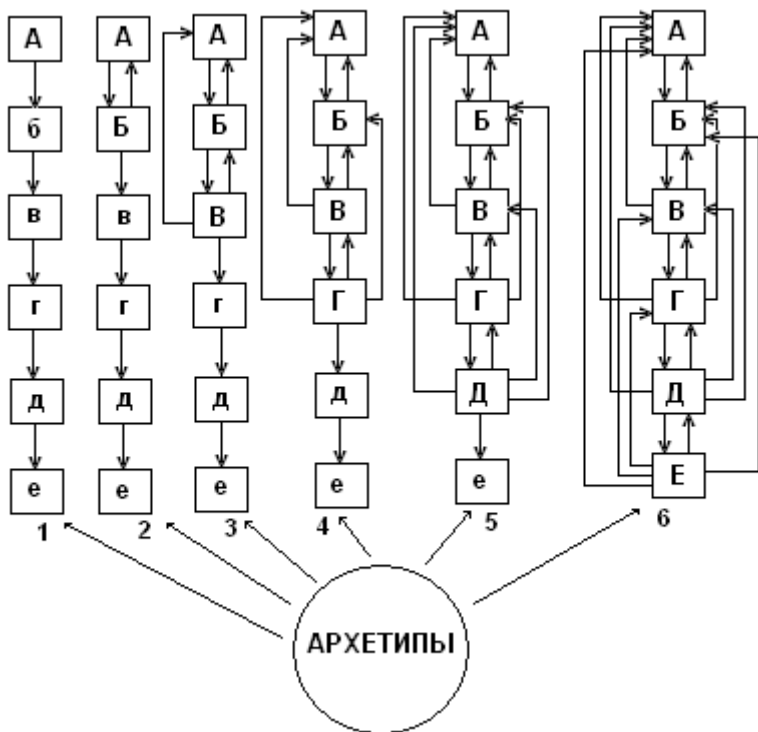 А А А А А А
б Б Б Б Б Б
в в В В В В
г г г Г Г Г
д д д д Д Д
е е е е е Е
1 2 3 4 5 6
АРХЕТИПЫ